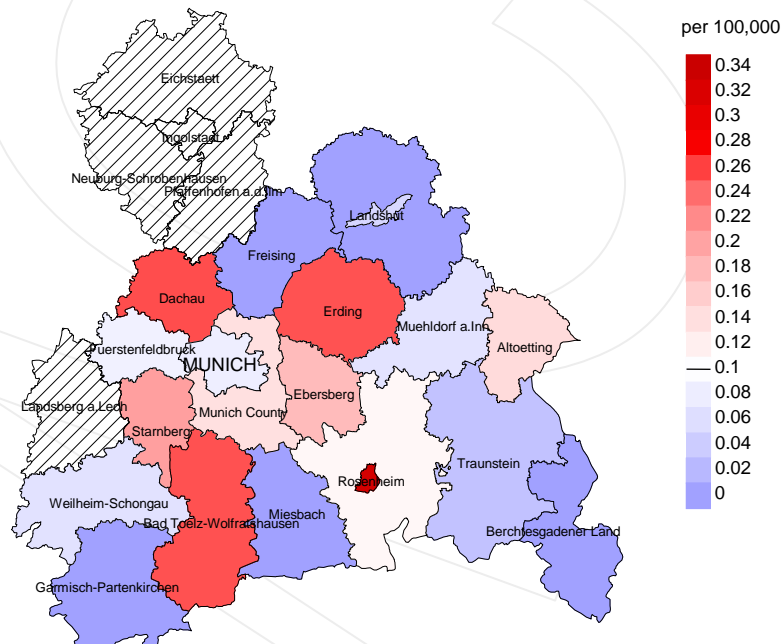 per 100,000
0.34
0.32
0.3
0.28
0.26
0.24
0.22
0.2
0.18
0.16
0.14
0.12
0.1
0.08
0.06
0.04
0.02
0
Eichstaett
Ingolstadt
Neuburg-Schrobenhausen
Pfaffenhofen a.d.Ilm
Landshut
Freising
Dachau
Erding
Muehldorf a.Inn
Altoetting
Fuerstenfeldbruck
MUNICH
Ebersberg
Landsberg a.Lech
Munich County
Starnberg
Traunstein
Rosenheim
Weilheim-Schongau
Miesbach
Bad Toelz-Wolfratshausen
Berchtesgadener Land
Garmisch-Partenkirchen